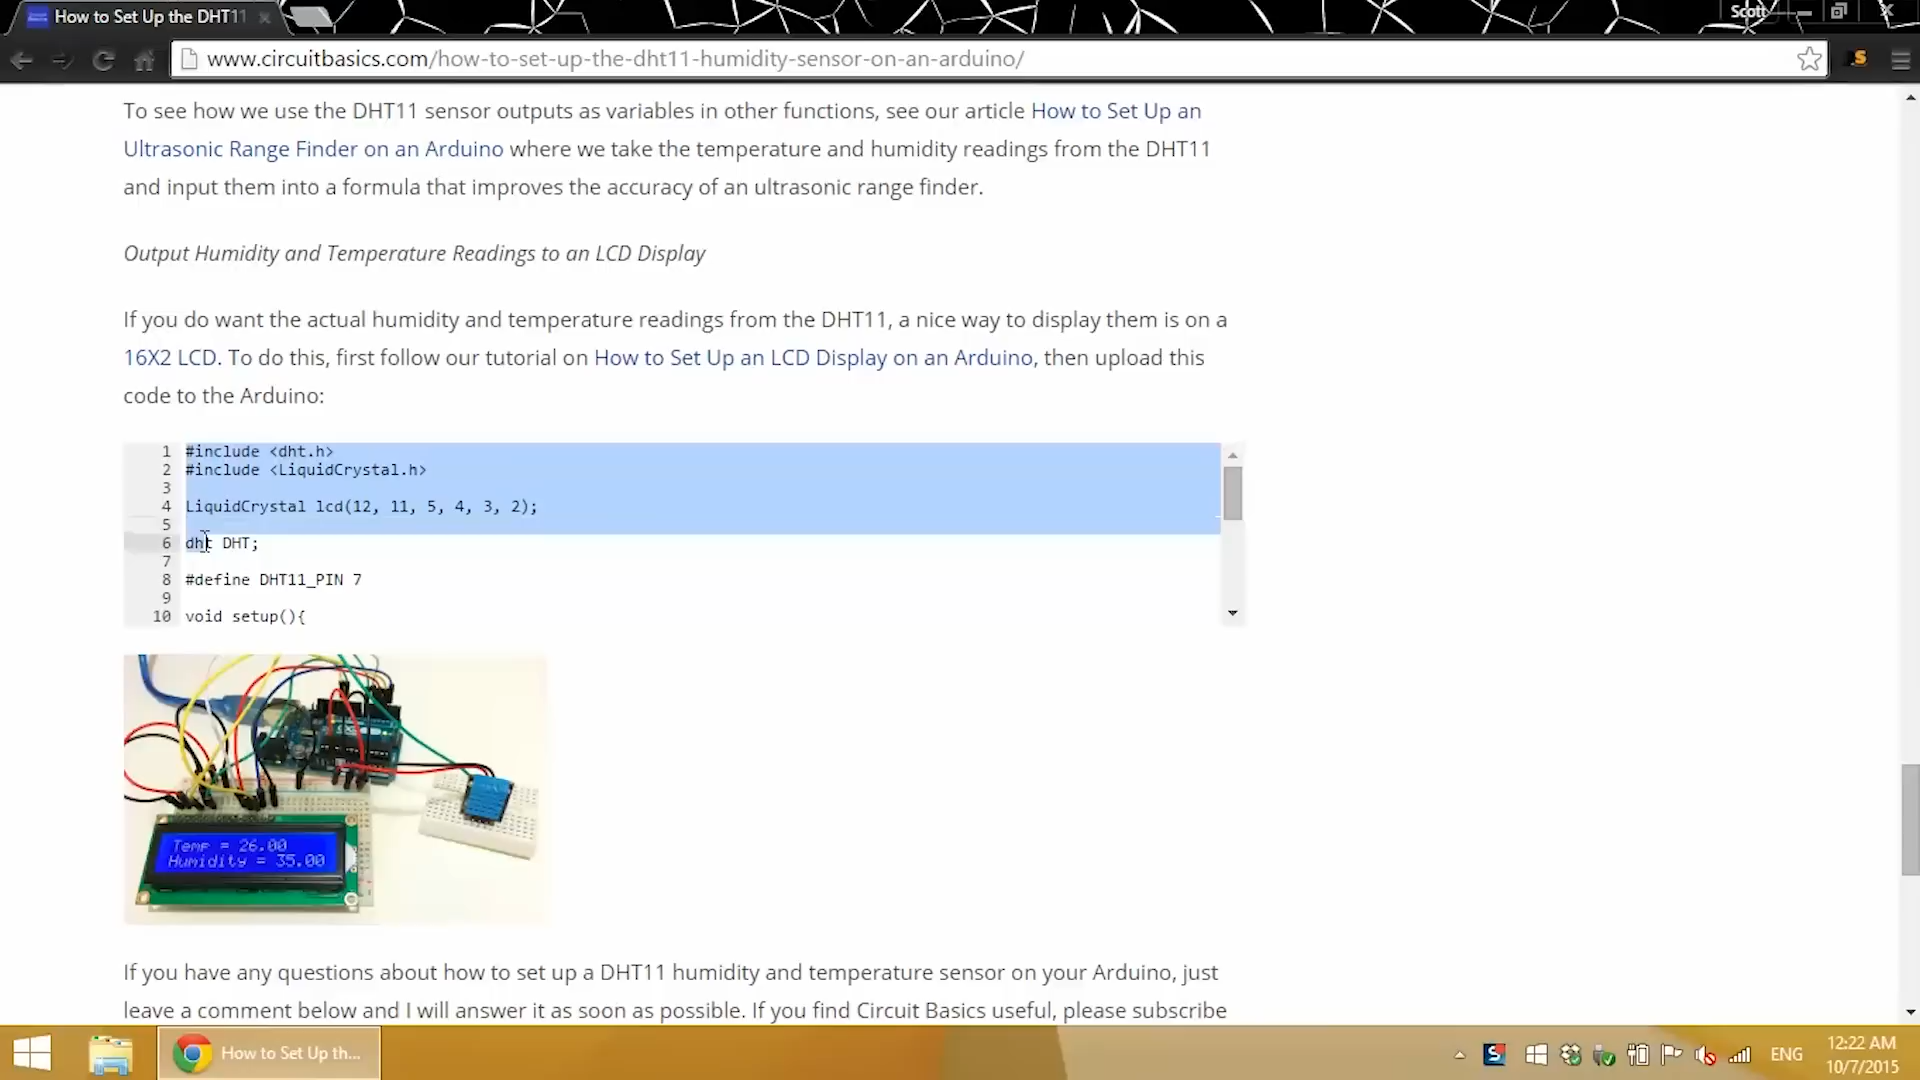 How to Set Up the DHT11
Scott
www.circuitbasics.com/how-to-set-up-the-dht11-humidity-sensor-on-an-arduino/
To see how we use the DHT11 sensor outputs as variables in other functions, see our article How to Set Up an
Ultrasonic Range Finder on an Arduino where we take the temperature and humidity readings from the DHT11
and input them into a formula that improves the accuracy of an ultrasonic range finder.
Output Humidity and Temperature Readings to an LCD Display
If you do want the actual humidity and temperature readings from the DHT11, a nice way to display them is on a
16X2 LCD. To do this, first follow our tutorial on How to Set Up an LCD Display on an Arduino, then upload this
code to the Arduino:
1 #include <dht.h>
2 #include <LiquidCrystal.h>
3
4 LiquidCrystal lcd(12, 11, 5, 4, 3, 2);
5
6 dht DHT;
7
8 #define DHT11_PIN 7
9
10 void setup(){
Temp = 26.00
Humidity = 35.00
If you have any questions about how to set up a DHT11 humidity and temperature sensor on your Arduino, just
leave a comment below and I will answer it as soon as possible. If you find Circuit Basics useful, please subscribe
How to Set Up th...
ENG
12:22 AM
10/7/2015